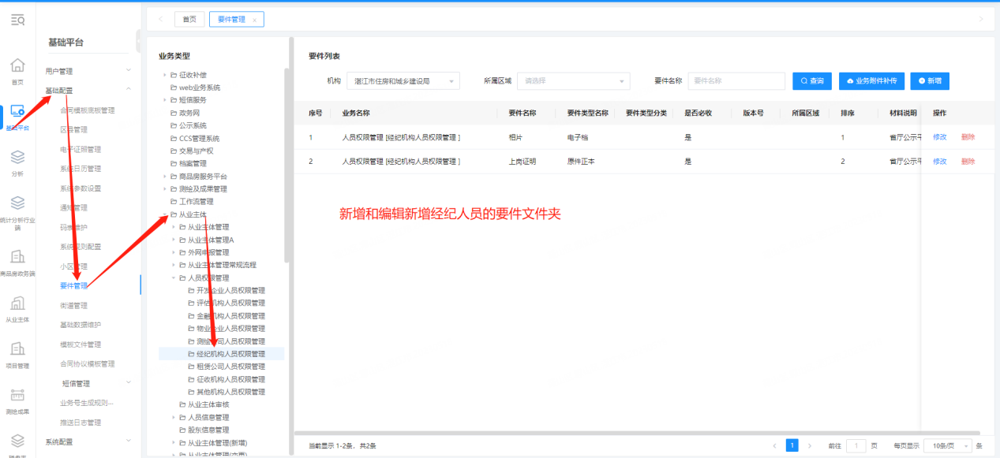 首页
要件管理 x
首页
基础平台
分析
统计分析行业
端
商品房政务端
从业主体
项目管理
测绘成果
基础平台
用户管理
基础配置
合同模板底板管理
区县管理
电子证照管理
系统日历管理
系统参数设置
通知管理
码表维护
系统规则配置
小区管理
要件管理
街道管理
基础数据维护
模板文件管理
合同协议模板管理
短信管理
业务号生成规则...
推送日志管理
系统配置
业务类型
征收补偿
web业务系统
短信服务
政务网
公示系统
CCS管理系统
交易与产权
档案管理
商品房服务平台
测绘及成果管理
工作流管理
从业主体
从业主体管理
从业主体管理A
外网申报管理
从业主体管理常规流程
人员权限管理
开发企业人员权限管理
评估机构人员权限管理
金融机构人员权限管理
物业企业人员权限管理
测绘公司人员权限管理
经纪机构人员权限管理
租赁公司人员权限管理
征收机构人员权限管理
其他机构人员权限管理
从业主体审核
人员信息管理
股东信息管理
从业主体管理(新增)
从业主体管理(变更)
要件列表
机构 湛江市住房和城乡建设局 所属区域 请选择 要件名称 要件名称 查询 业务附件补传 新增
序号 业务名称 要件名称 要件类型名称 要件类型分类 是否必收 版本号 所属区域 排序 材料说明 操作
1 人员权限管理 [经纪机构人员权限管理 ] 相片 电子档 是 1 省厅公示平 修改 删除
2 人员权限管理 [经纪机构人员权限管理 ] 上岗证明 原件正本 是 2 省厅公示平 修改 删除
新增和编辑新增经纪人员的要件文件夹
当前显示 1-2条，共2条 1 前往 1 页 每页显示 10条/页 条